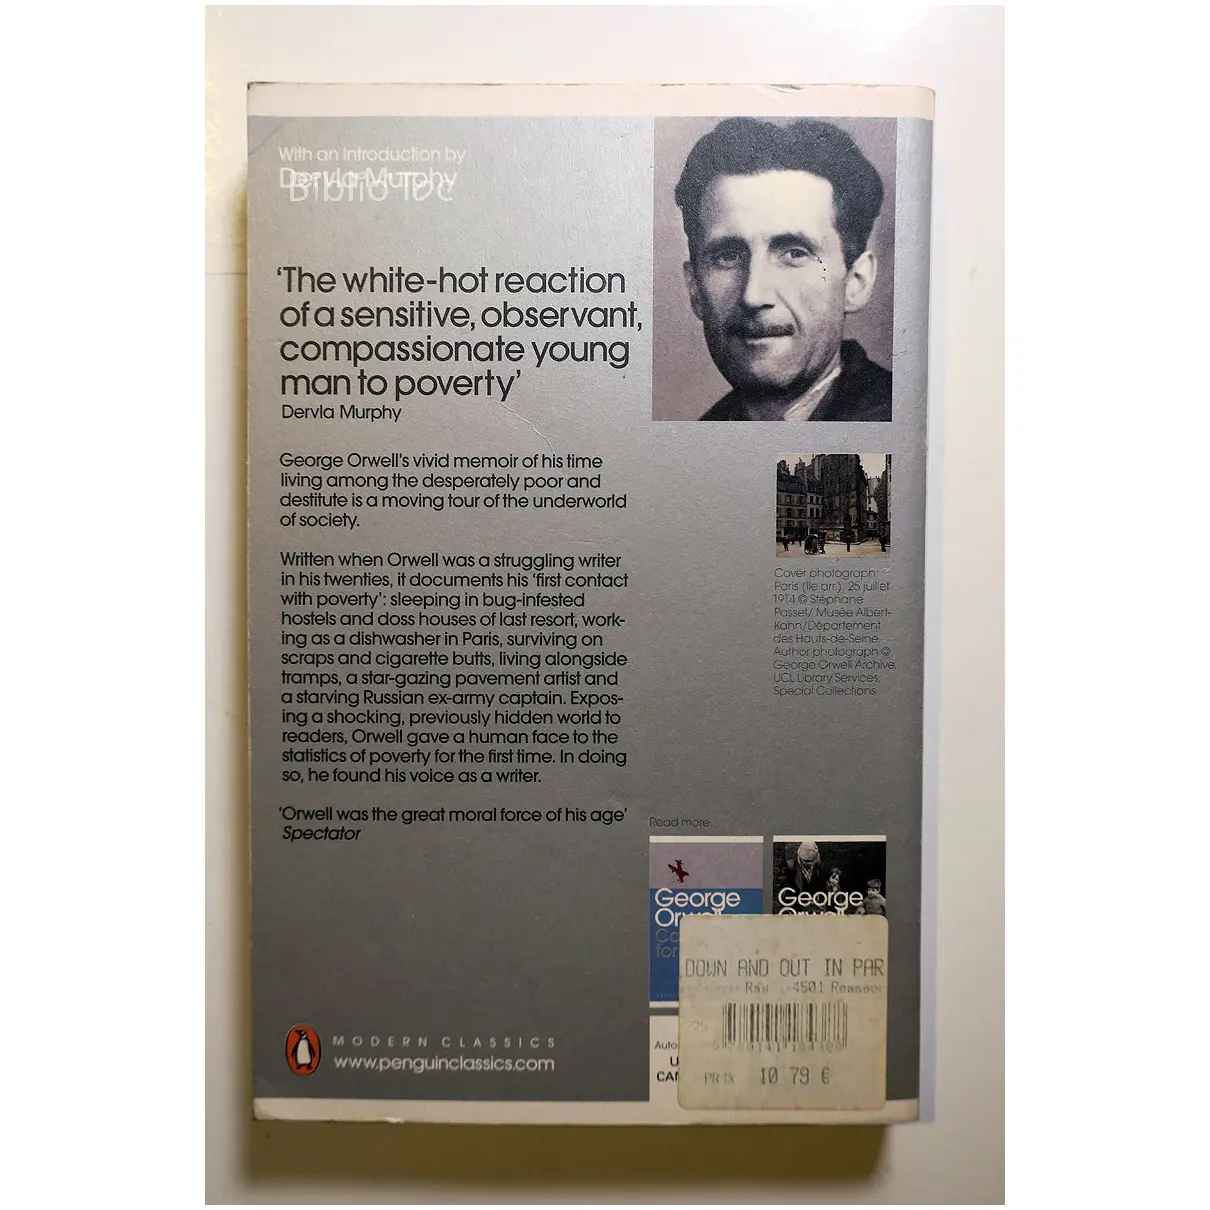 With an Introduction by
Dervla Murphy
Biblio Toc
'The white-hot reaction
of a sensitive, observant,
compassionate young
man to poverty'
Dervla Murphy
George Orwell's vivid memoir of his time
living among the desperately poor and
destitute is a moving tour of the underworld
of society.
Written when Orwell was a struggling writer
in his twenties, it documents his 'first contact
with poverty': sleeping in bug-infested
hostels and doss houses of last resort, work-
ing as a dishwasher in Paris, surviving on
scraps and cigarette butts, living alongside
tramps, a star-gazing pavement artist and
a starving Russian ex-army captain. Expos-
ing a shocking, previously hidden world to
readers, Orwell gave a human face to the
statistics of poverty for the first time. In doing
so, he found his voice as a writer.
'Orwell was the great moral force of his age'
Spectator
MODERN CLASSICS
www.penguinclassics.com
Cover photograph:
Paris (IIe arr.), 25 juillet
1914 © Stéphane
Passet/ Musée Albert-
Kahn/Département
des Hauts-de-Seine.
Author photograph ©
George Orwell Archive,
UCL Library Services,
Special Collections
Read more...
George
Orwell
George
Orwell
DOWN AND OUT IN PAR
4501
PRIX 10 79 €